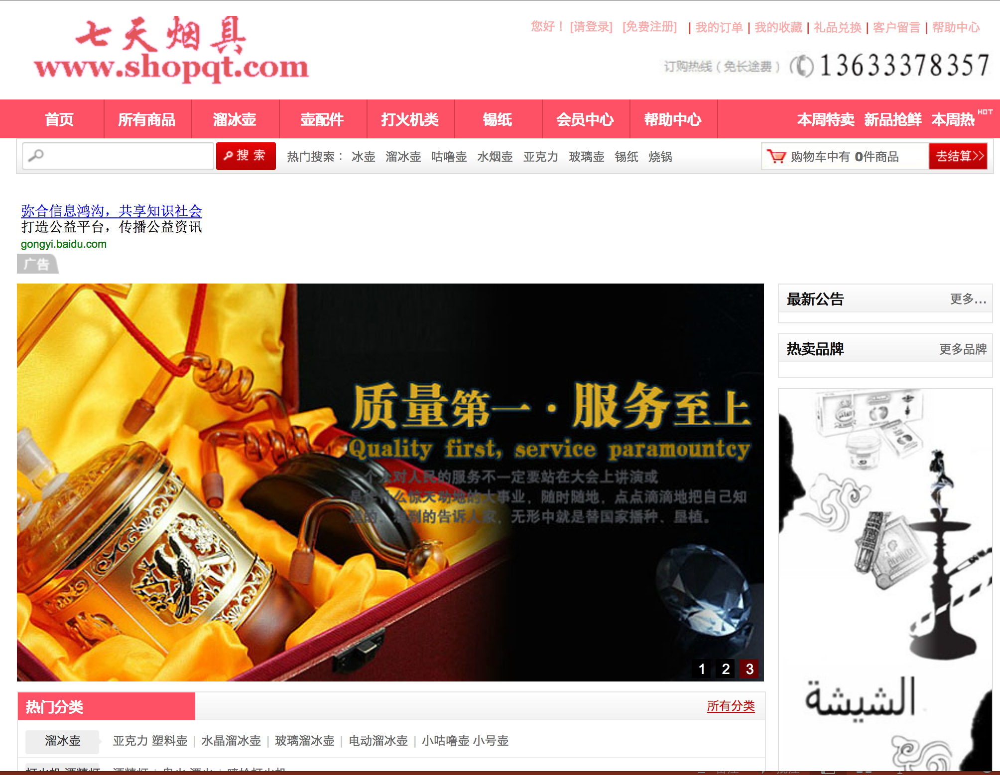 七天烟具
www.shopqt.com
您好！ [请登录] [免费注册] | 我的订单 | 我的收藏 | 礼品兑换 | 客户留言 | 帮助中心
订购热线（免长途费） 13633378357
首页 所有商品 溜冰壶 壶配件 打火机类 锡纸 会员中心 帮助中心 本周特卖 新品抢鲜 本周热 HOT
搜 索 热门搜索： 冰壶 溜冰壶 咕噜壶 水烟壶 亚克力 玻璃壶 锡纸 烧锅 购物车中有 0件商品 去结算>>
弥合信息鸿沟，共享知识社会
打造公益平台，传播公益资讯
gongyi.baidu.com
广告
最新公告 更多...
热卖品牌 更多品牌
质量第一·服务至上
Quality first, service paramountcy
对人民的服务不一定要站在大会上讲演或
惊天动地的大事业，随时随地，点点滴滴地把自己知
到的告诉人家，无形中就是替国家播种、垦植。
1 2 3
الشيشة
热门分类 所有分类
溜冰壶 亚克力 塑料壶 | 水晶溜冰壶 | 玻璃溜冰壶 | 电动溜冰壶 | 小咕噜壶 小号壶